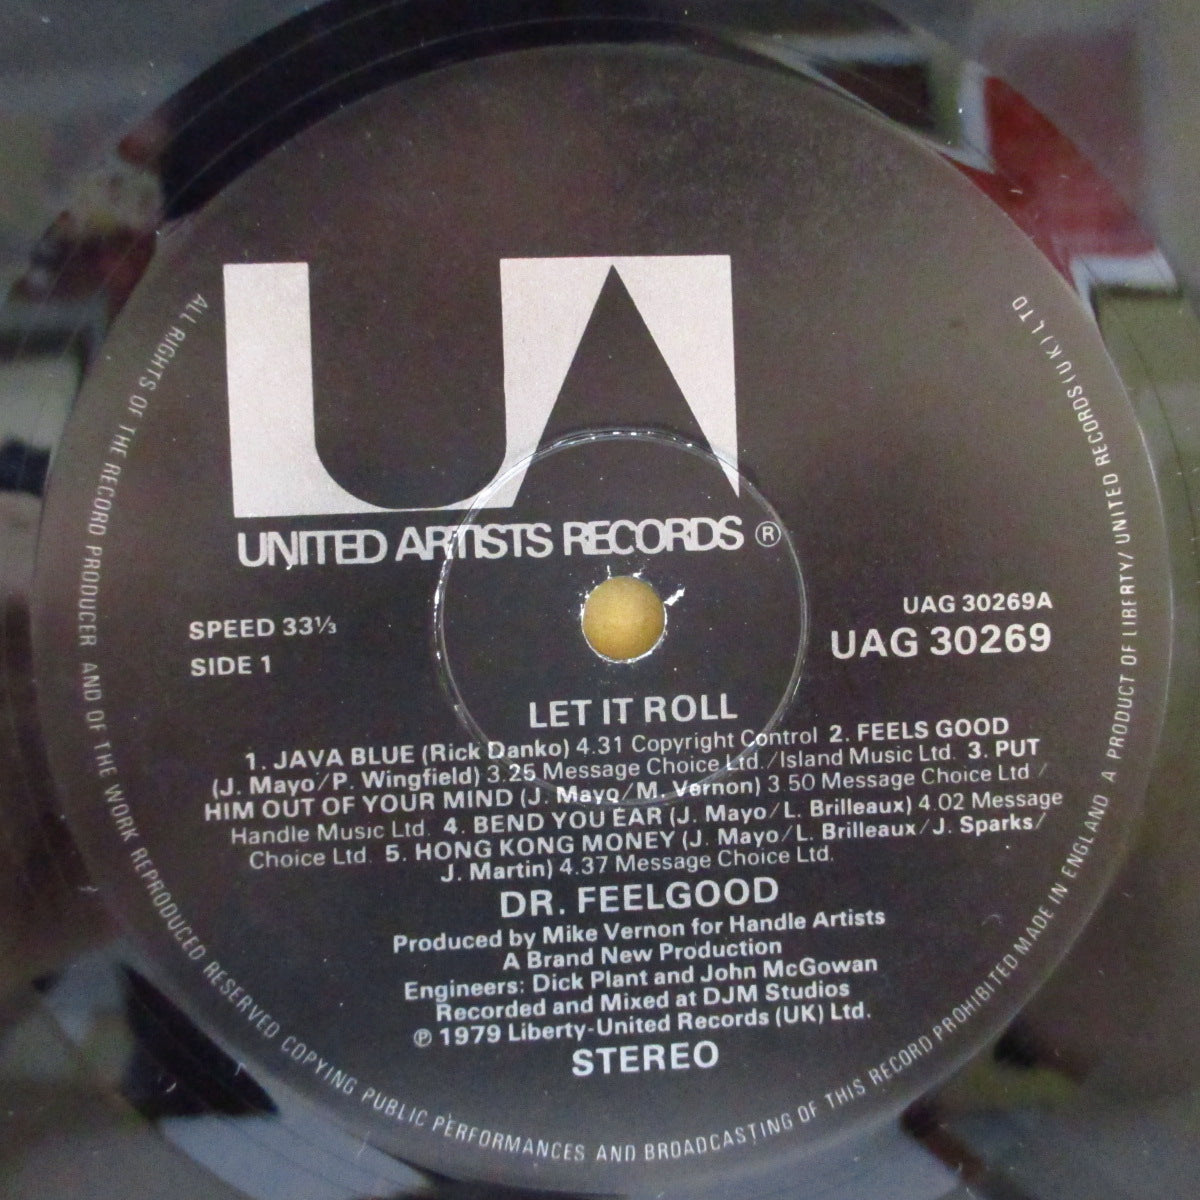 UA
UNITED ARTISTS RECORDS ®
SPEED 33⅓
SIDE 1
UAG 30269A
UAG 30269
LET IT ROLL
1. JAVA BLUE (Rick Danko) 4.31 Copyright Control 2. FEELS GOOD
(J. Mayo/P. Wingfield) 3.25 Message Choice Ltd./Island Music Ltd. 3. PUT
HIM OUT OF YOUR MIND (J. Mayo/M. Vernon) 3.50 Message Choice Ltd /
Handle Music Ltd. 4. BEND YOU EAR (J. Mayo/L. Brilleaux) 4.02 Message
Choice Ltd. 5. HONG KONG MONEY (J. Mayo/L. Brilleaux/J. Sparks/
J. Martin) 4.37 Message Choice Ltd.
DR. FEELGOOD
Produced by Mike Vernon for Handle Artists
A Brand New Production
Engineers: Dick Plant and John McGowan
Recorded and Mixed at DJM Studios
℗ 1979 Liberty-United Records (UK) Ltd.
STEREO
ALL RIGHTS OF THE RECORD PRODUCER AND OF THE WORK REPRODUCED RESERVED COPYING PUBLIC PERFORMANCES AND BROADCASTING OF THIS RECORD PROHIBITED MADE IN ENGLAND A PRODUCT OF LIBERTY/UNITED RECORDS (UK) LTD